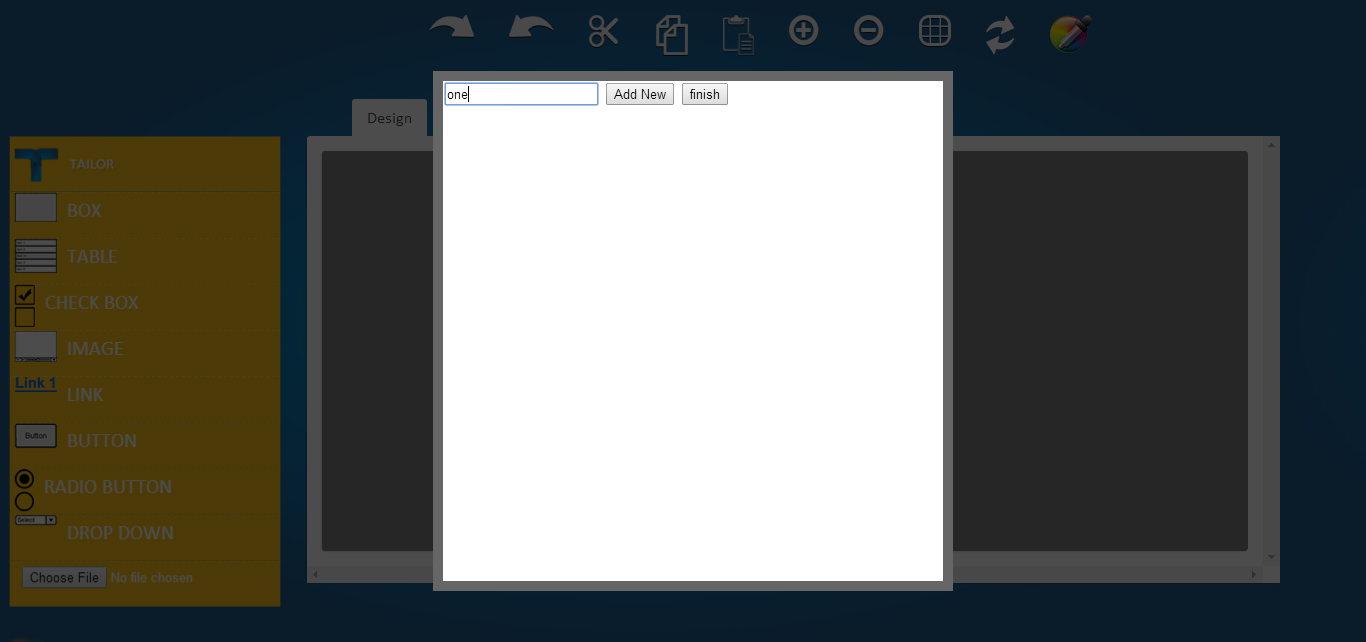 one
Add New
finish
Design
TAILOR
BOX
TABLE
CHECK BOX
IMAGE
Link 1
LINK
Button
BUTTON
RADIO BUTTON
Select
DROP DOWN
Choose File No file chosen